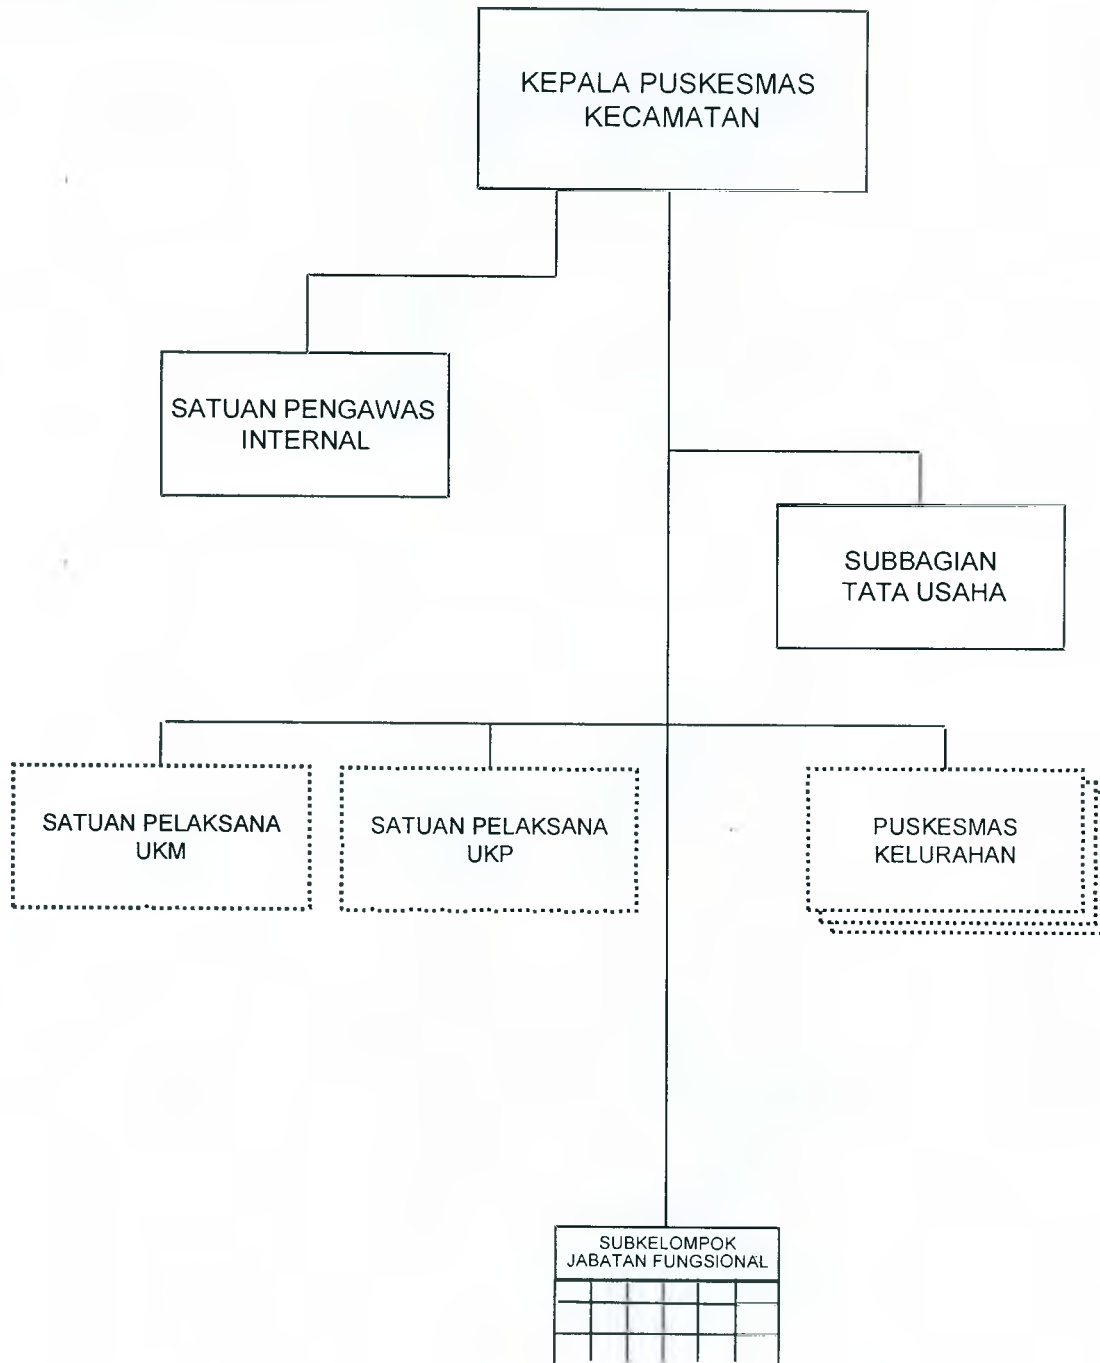 KEPALA PUSKESMAS
KECAMATAN
SATUAN PENGAWAS
INTERNAL
SUBBAGIAN
TATA USAHA
SATUAN PELAKSANA
UKM
SATUAN PELAKSANA
UKP
PUSKESMAS
KELURAHAN
SUBKELOMPOK
JABATAN FUNGSIONAL